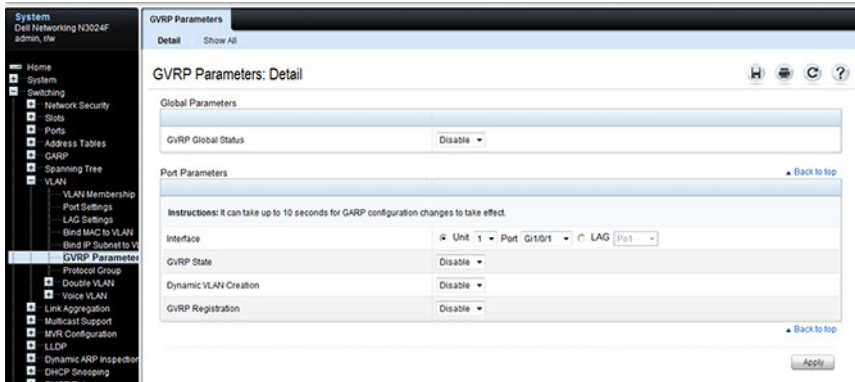 System
Dell Networking N3024F
admin, r/w
Home
System
Switching
Network Security
Slots
Ports
Address Tables
GARP
Spanning Tree
VLAN
VLAN Membership
Port Settings
LAG Settings
Bind MAC to VLAN
Bind IP Subnet to VL
GVRP Parameter
Protocol Group
Double VLAN
Voice VLAN
Link Aggregation
Multicast Support
MVR Configuration
LLDP
Dynamic ARP Inspection
DHCP Snooping
GVRP Parameters
Detail Show All
GVRP Parameters: Detail
Global Parameters
GVRP Global Status Disable
Port Parameters Back to top
Instructions: It can take up to 10 seconds for GARP configuration changes to take effect.
Interface Unit 1 Port Gi1/0/1 LAG Po1
GVRP State Disable
Dynamic VLAN Creation Disable
GVRP Registration Disable
Back to top
Apply